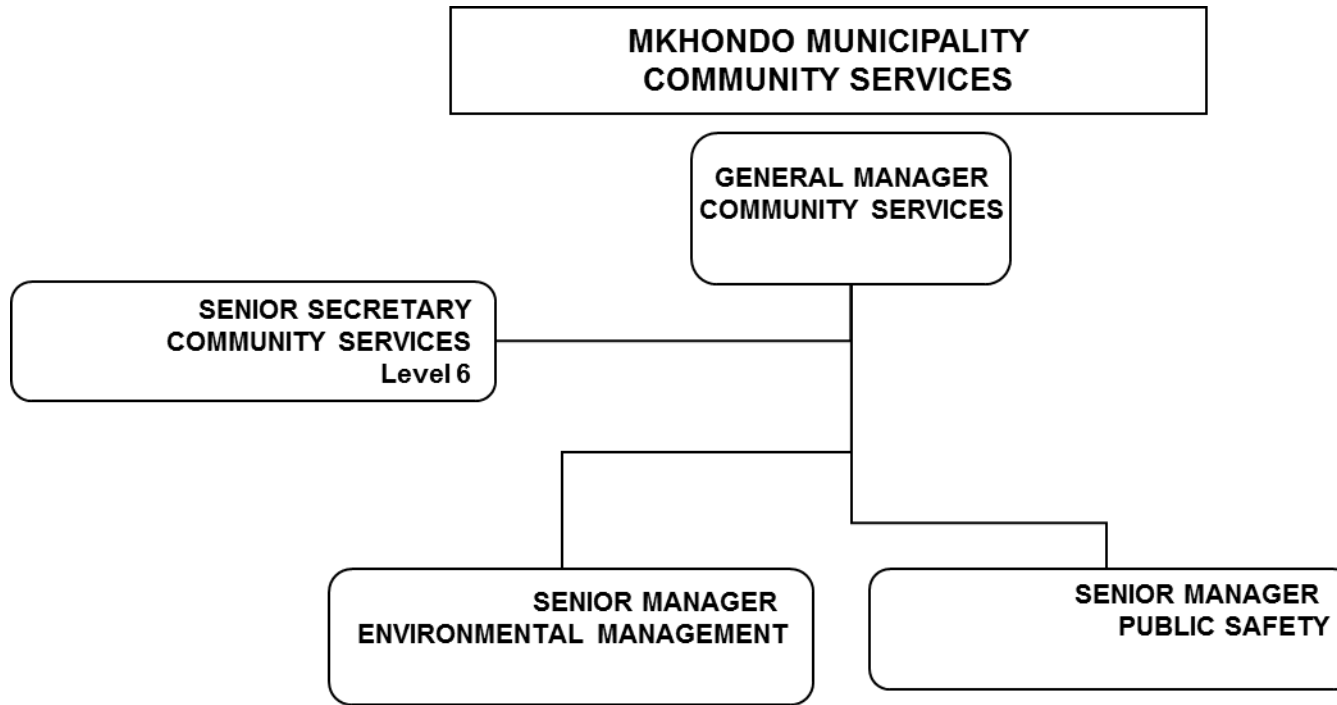 MKHONDO MUNICIPALITY
COMMUNITY SERVICES
GENERAL MANAGER
COMMUNITY SERVICES
SENIOR SECRETARY
COMMUNITY SERVICES
Level 6
SENIOR MANAGER
ENVIRONMENTAL MANAGEMENT
SENIOR MANAGER
PUBLIC SAFETY